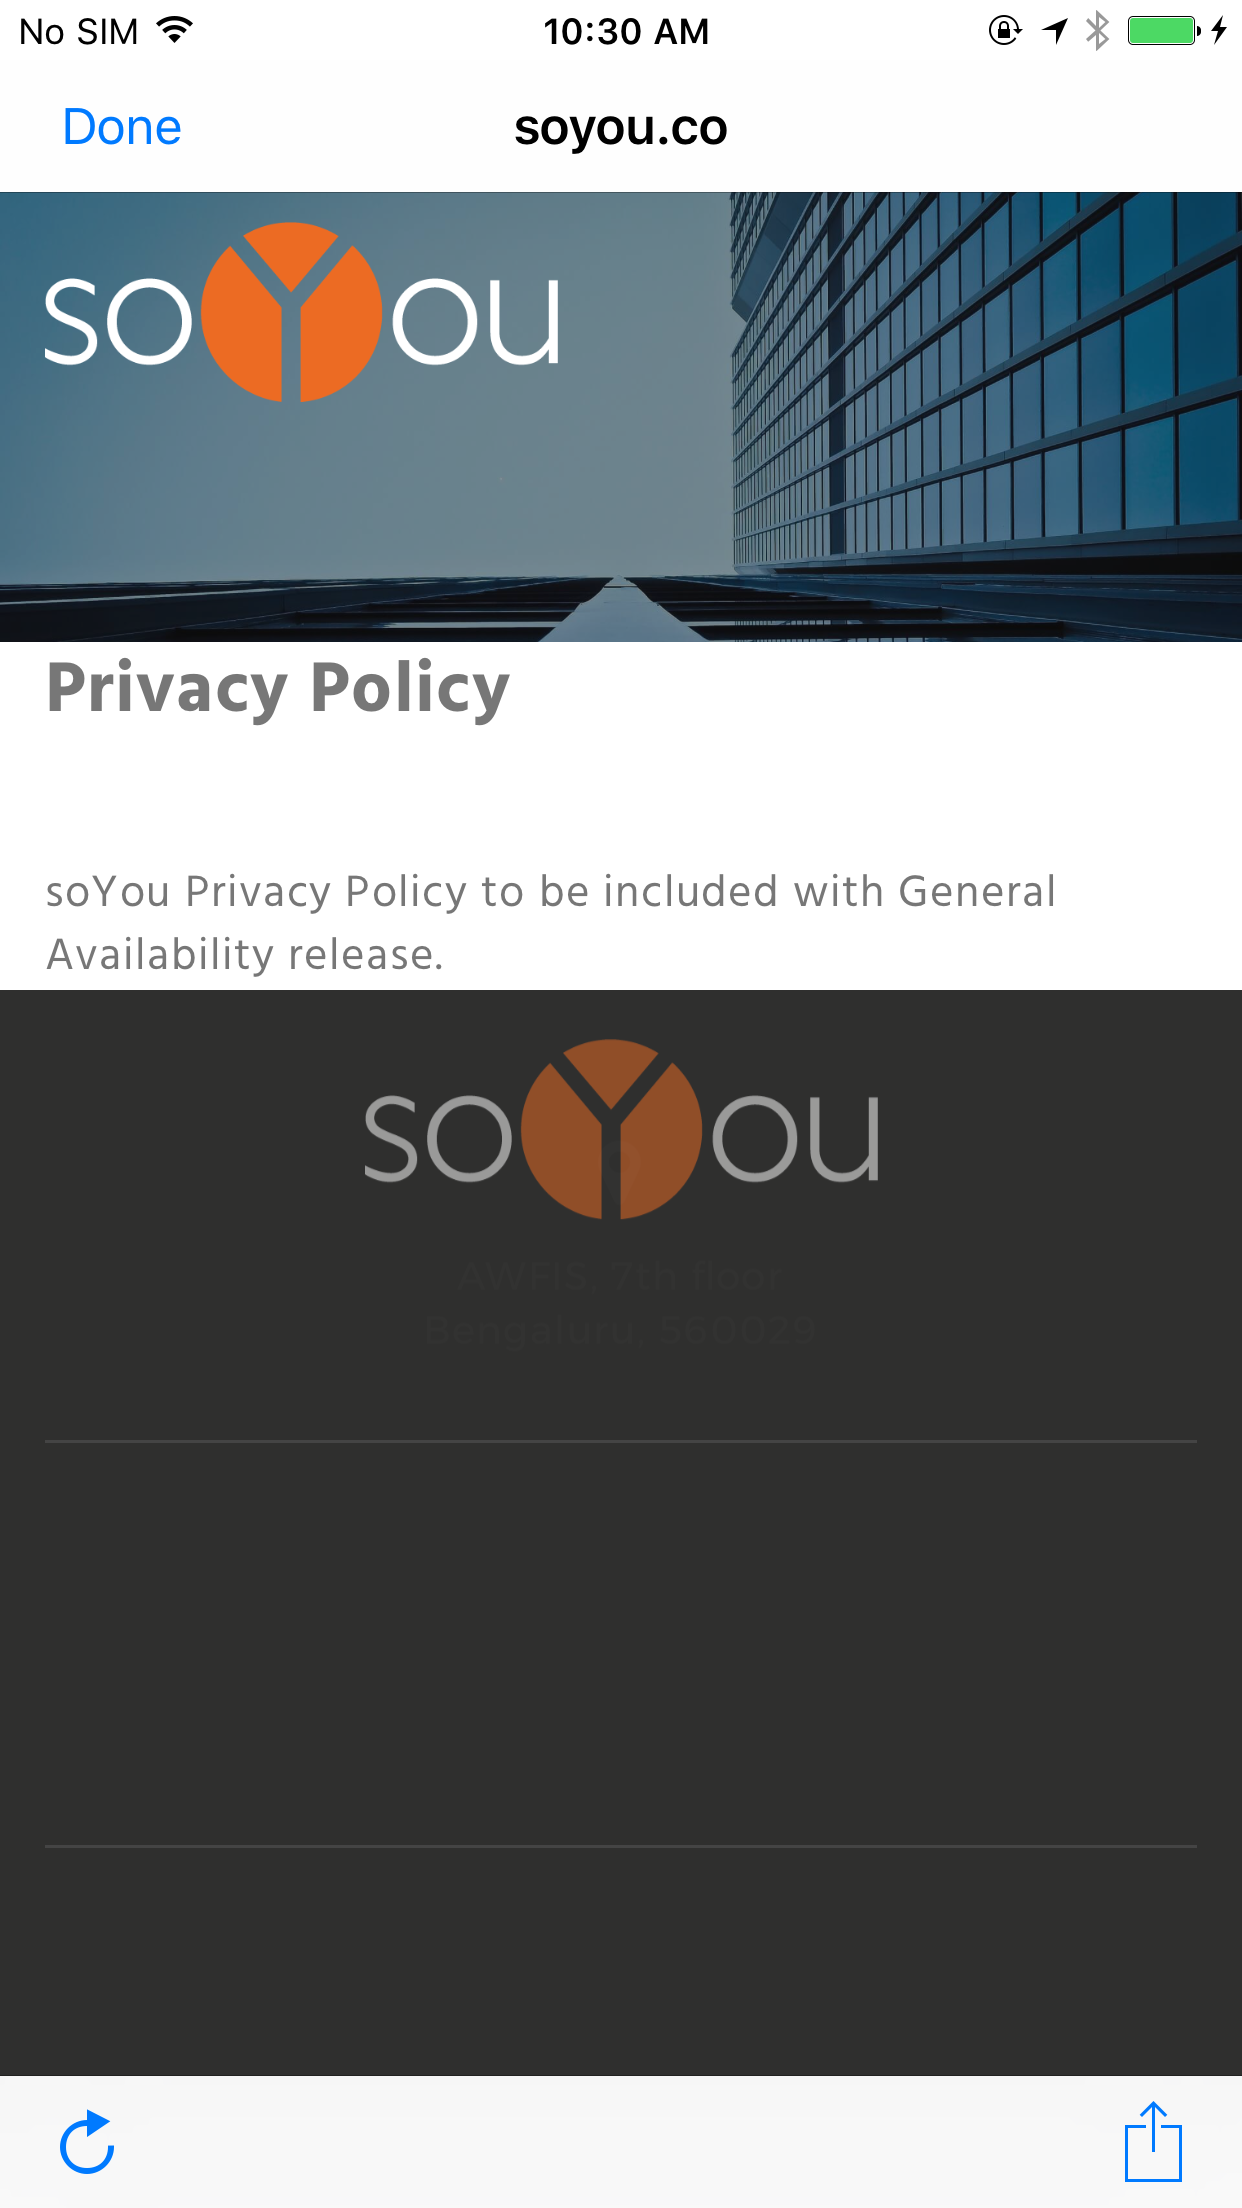 No SIM 10:30 AM
Done soyou.co
soYou
Privacy Policy
soYou Privacy Policy to be included with General
Availability release.
soYou
AWFIS, 7th floor
Bengaluru, 560029